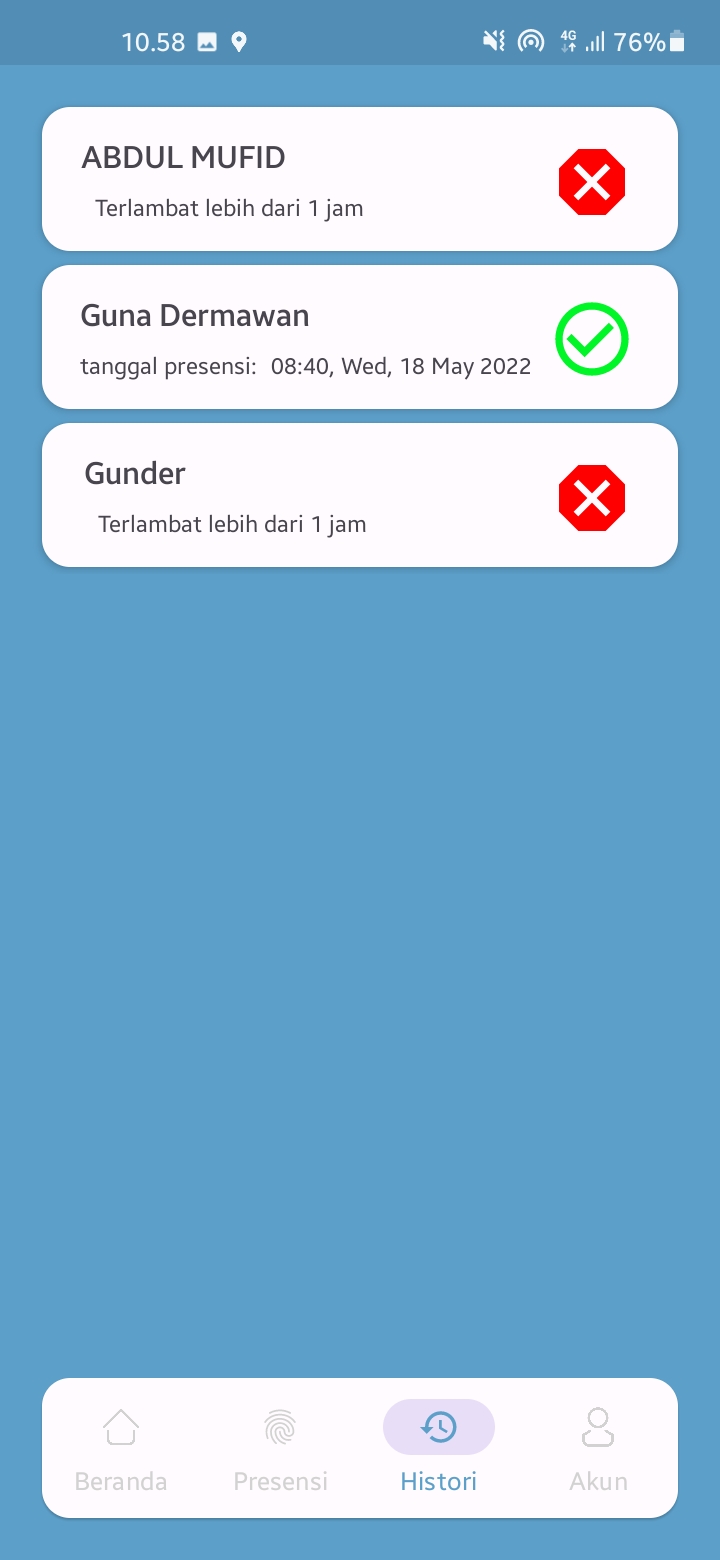 10.58
4G
76%
ABDUL MUFID
Terlambat lebih dari 1 jam
Guna Dermawan
tanggal presensi:  08:40, Wed, 18 May 2022
Gunder
Terlambat lebih dari 1 jam
Beranda
Presensi
Histori
Akun